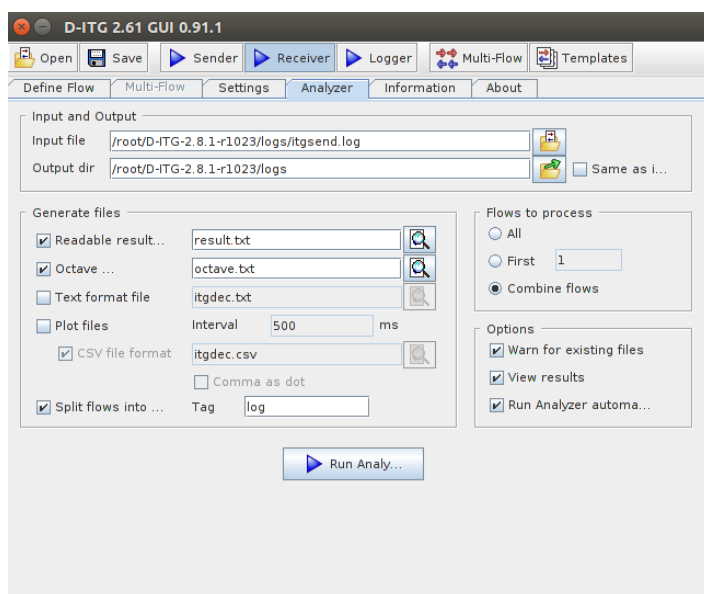 D-ITG 2.61 GUI 0.91.1
Open Save Sender Receiver Logger Multi-Flow Templates
Define Flow Multi-Flow Settings Analyzer Information About
Input and Output
Input file /root/D-ITG-2.8.1-r1023/logs/itgsend.log
Output dir /root/D-ITG-2.8.1-r1023/logs Same as i...
Generate files
Readable result... result.txt
Octave ... octave.txt
Text format file itgdec.txt
Plot files Interval 500 ms
CSV file format itgdec.csv
Comma as dot
Split flows into ... Tag log
Flows to process
All
First 1
Combine flows
Options
Warn for existing files
View results
Run Analyzer automa...
Run Analy...